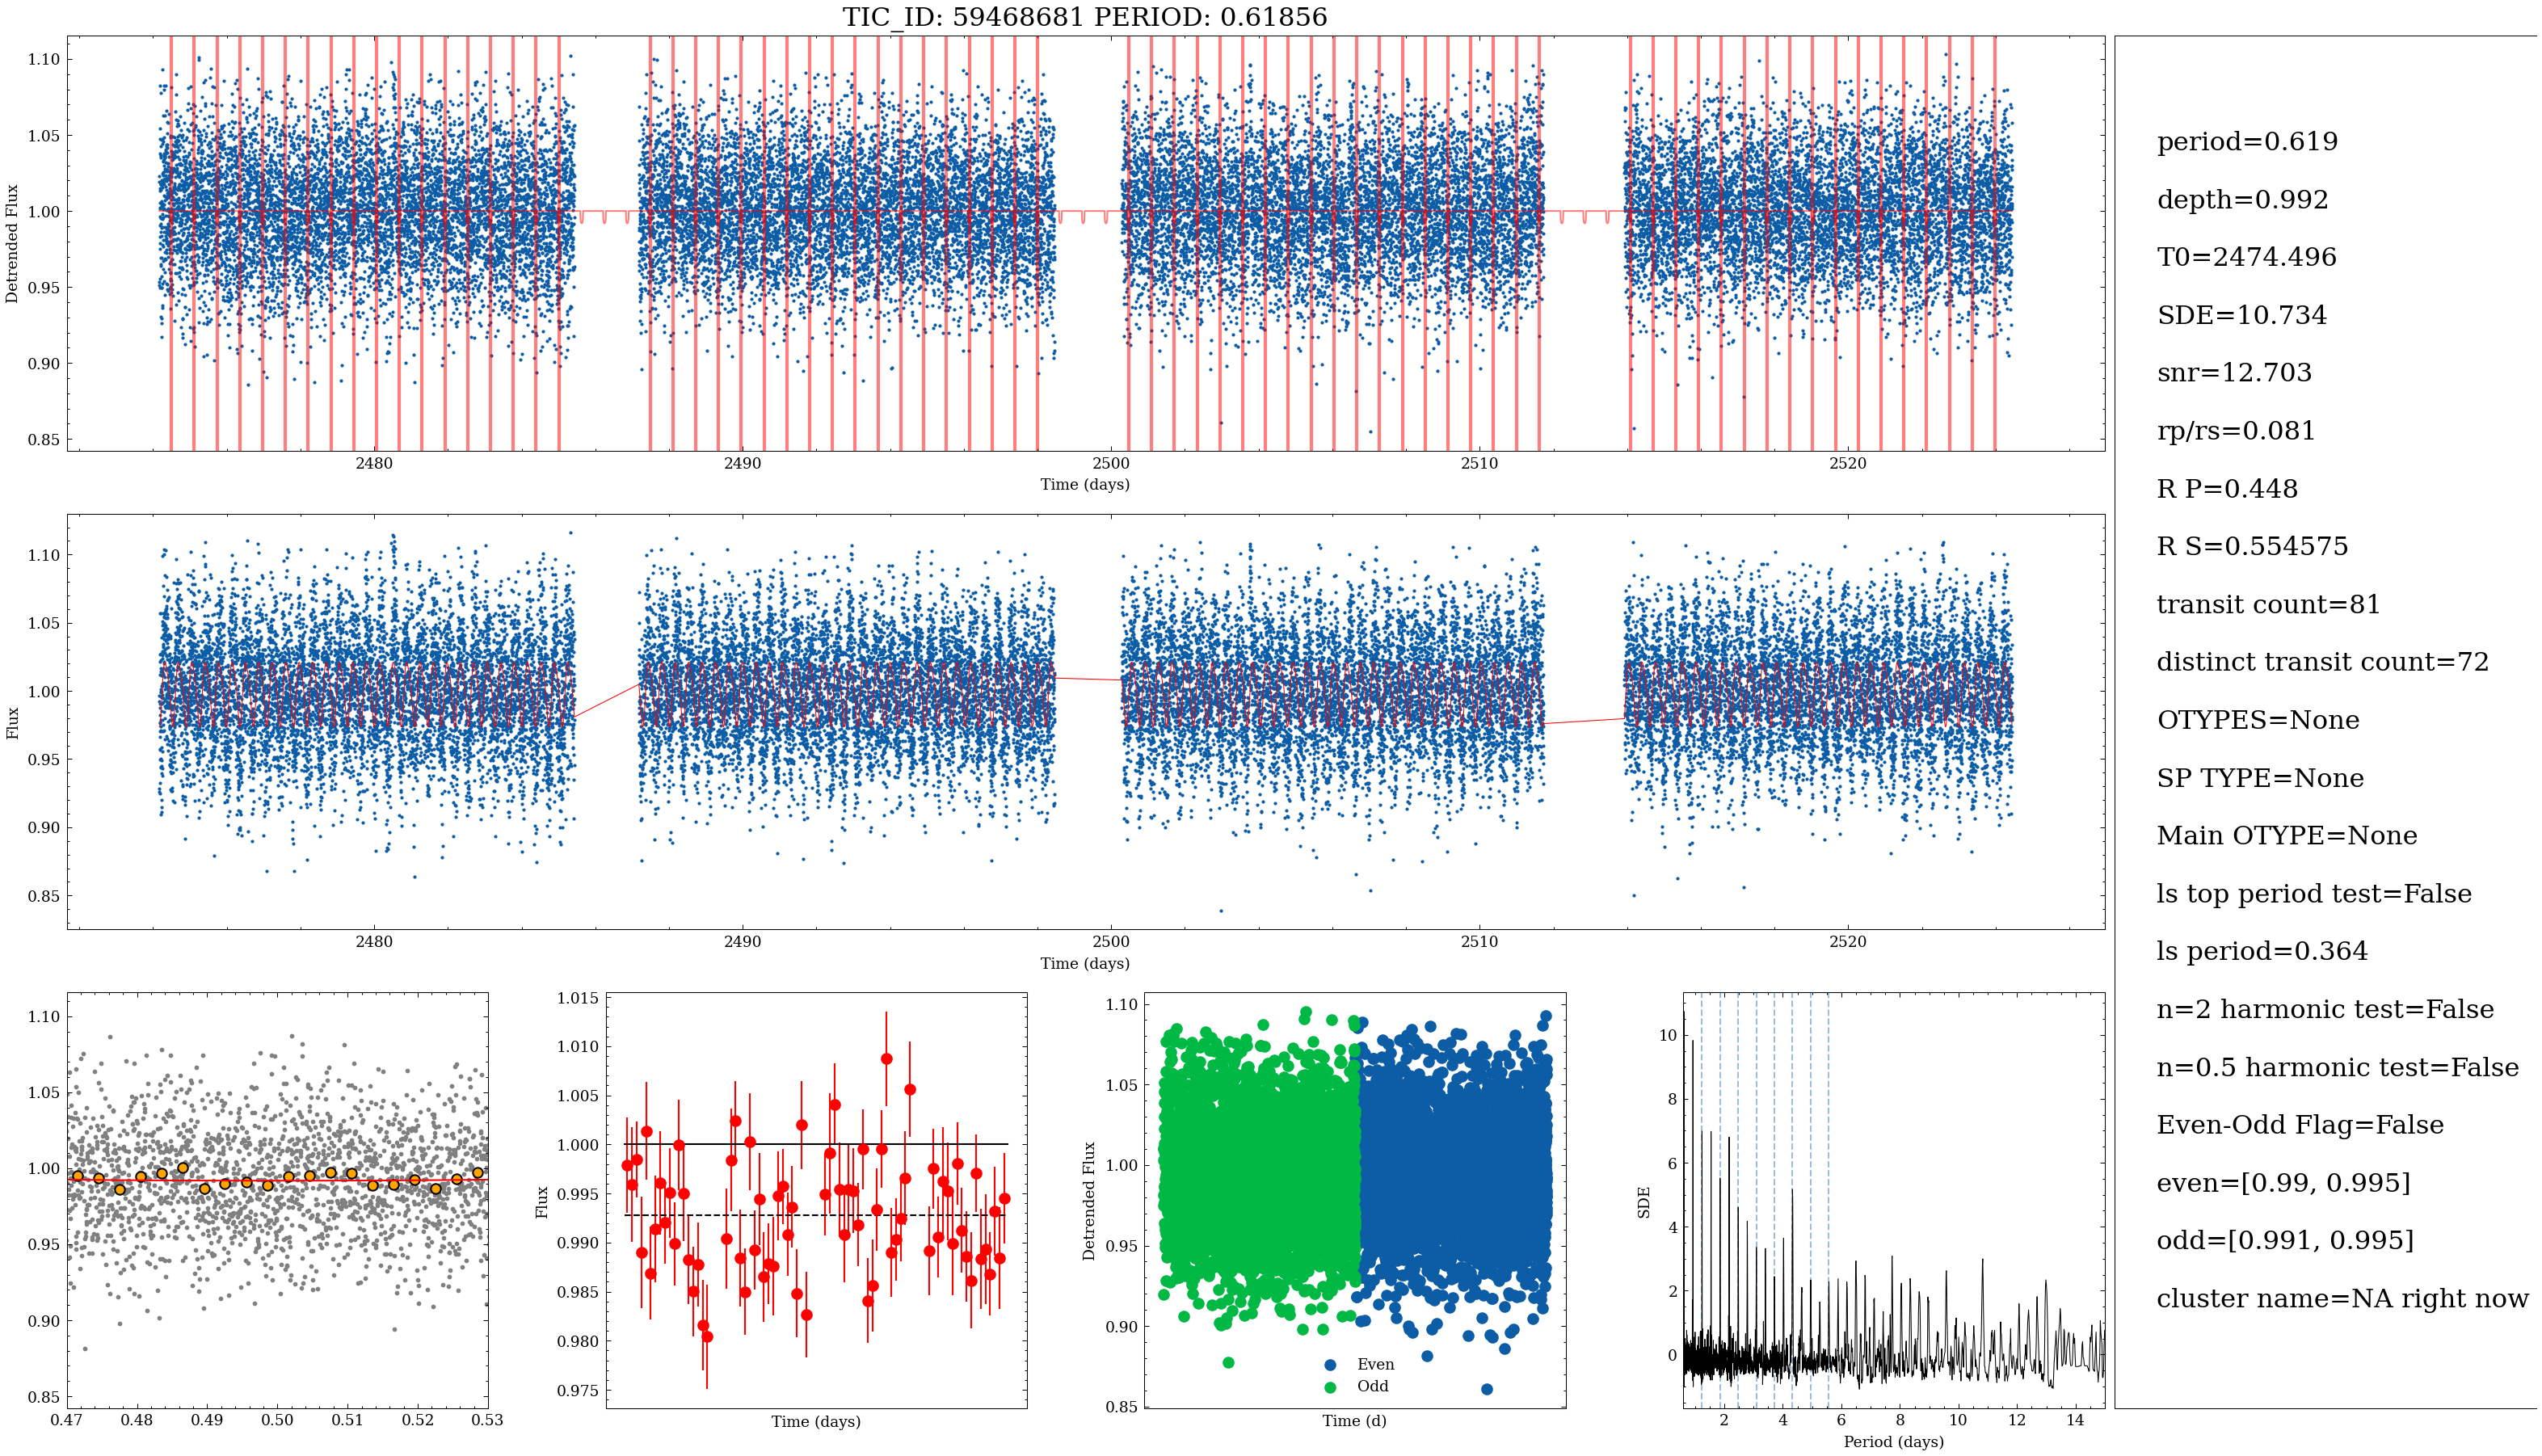 TIC_ID: 59468681 PERIOD: 0.61856
1.10
1.05
1.00
0.95
0.90
0.85
Detrended Flux
2480
2490
2500
2510
2520
Time (days)
1.10
1.05
1.00
0.95
0.90
0.85
Flux
2480
2490
2500
2510
2520
Time (days)
1.10
1.05
1.00
0.95
0.90
0.85
0.47
0.48
0.49
0.50
0.51
0.52
0.53
1.015
1.010
1.005
1.000
0.995
0.990
0.985
0.980
0.975
Flux
Time (days)
1.10
1.05
1.00
0.95
0.90
0.85
Detrended Flux
Even
Odd
Time (d)
10
8
6
4
2
0
SDE
2
4
6
8
10
12
14
Period (days)
period=0.619
depth=0.992
T0=2474.496
SDE=10.734
snr=12.703
rp/rs=0.081
R P=0.448
R S=0.554575
transit count=81
distinct transit count=72
OTYPES=None
SP TYPE=None
Main OTYPE=None
ls top period test=False
ls period=0.364
n=2 harmonic test=False
n=0.5 harmonic test=False
Even-Odd Flag=False
even=[0.99, 0.995]
odd=[0.991, 0.995]
cluster name=NA right now